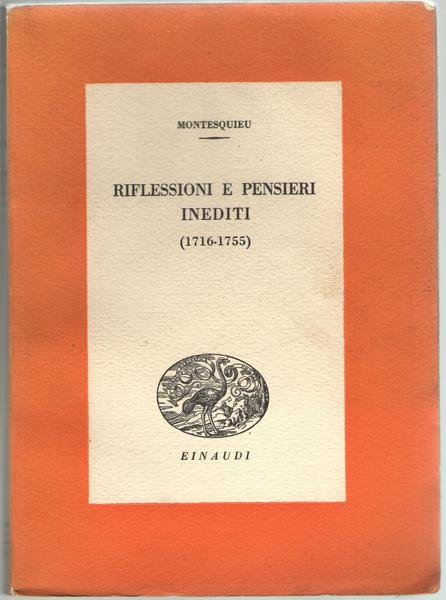 MONTESQUIEU
RIFLESSIONI E PENSIERI
INEDITI
(1716-1755)
EINAUDI